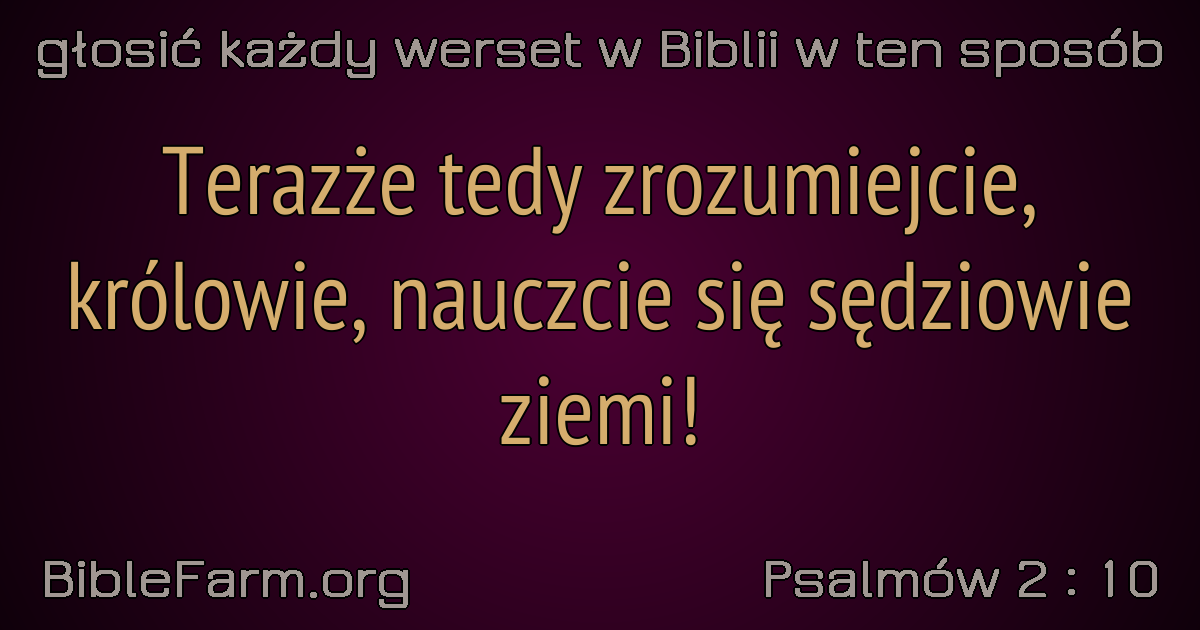 głosić każdy werset w Biblii w ten sposób
Terazże tedy zrozumiejcie,
królowie, nauczcie się sędziowie
ziemi!
BibleFarm.org
Psalmów 2 : 10